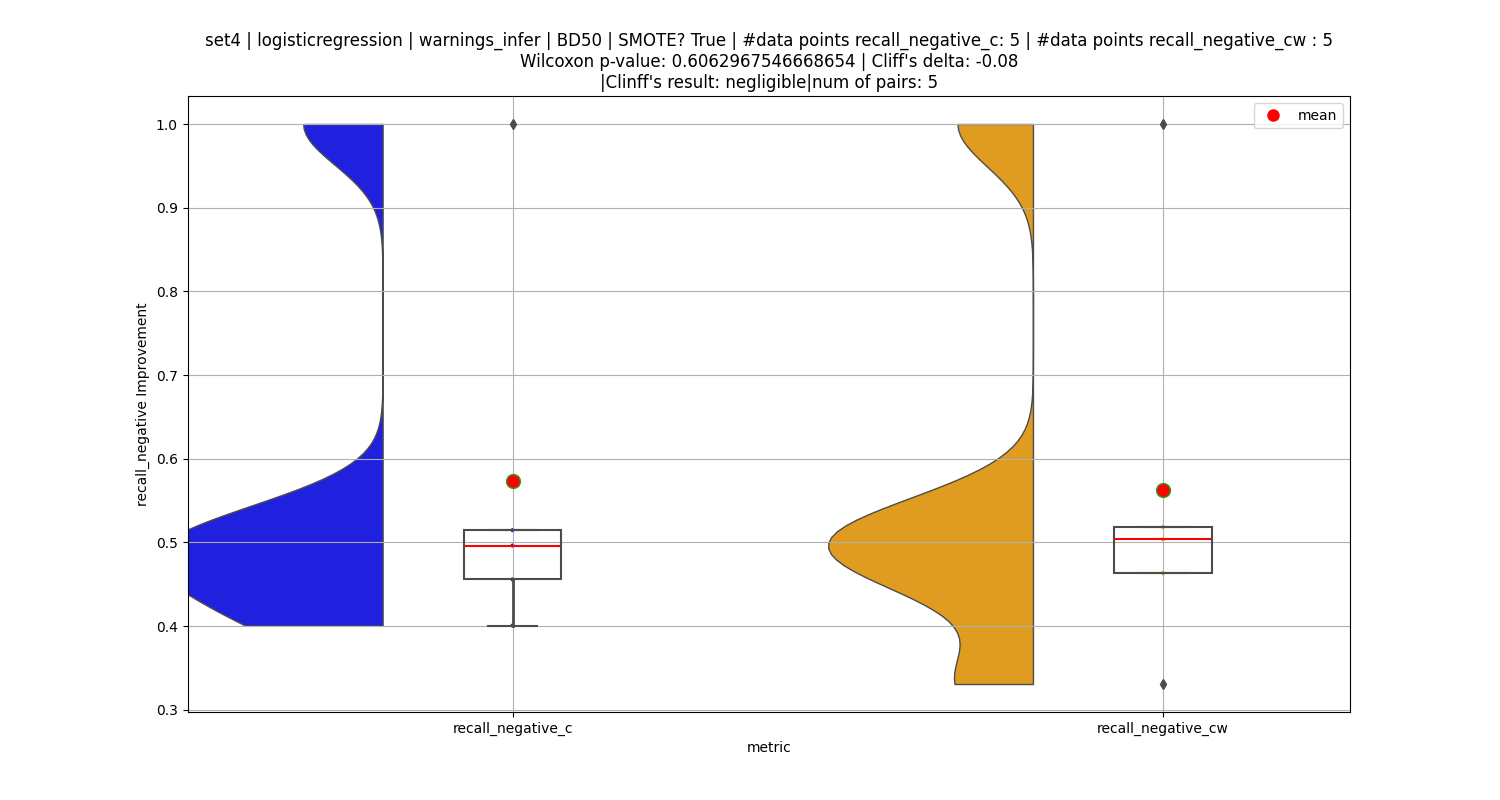 set4 | logisticregression | warnings_infer | BD50 | SMOTE? True | #data points recall_negative_c: 5 | #data points recall_negative_cw : 5
Wilcoxon p-value: 0.6062967546668654 | Cliff's delta: -0.08
|Clinff's result: negligible|num of pairs: 5
mean
1.0
0.9
0.8
0.7
0.6
0.5
0.4
0.3
recall_negative Improvement
recall_negative_c
recall_negative_cw
metric